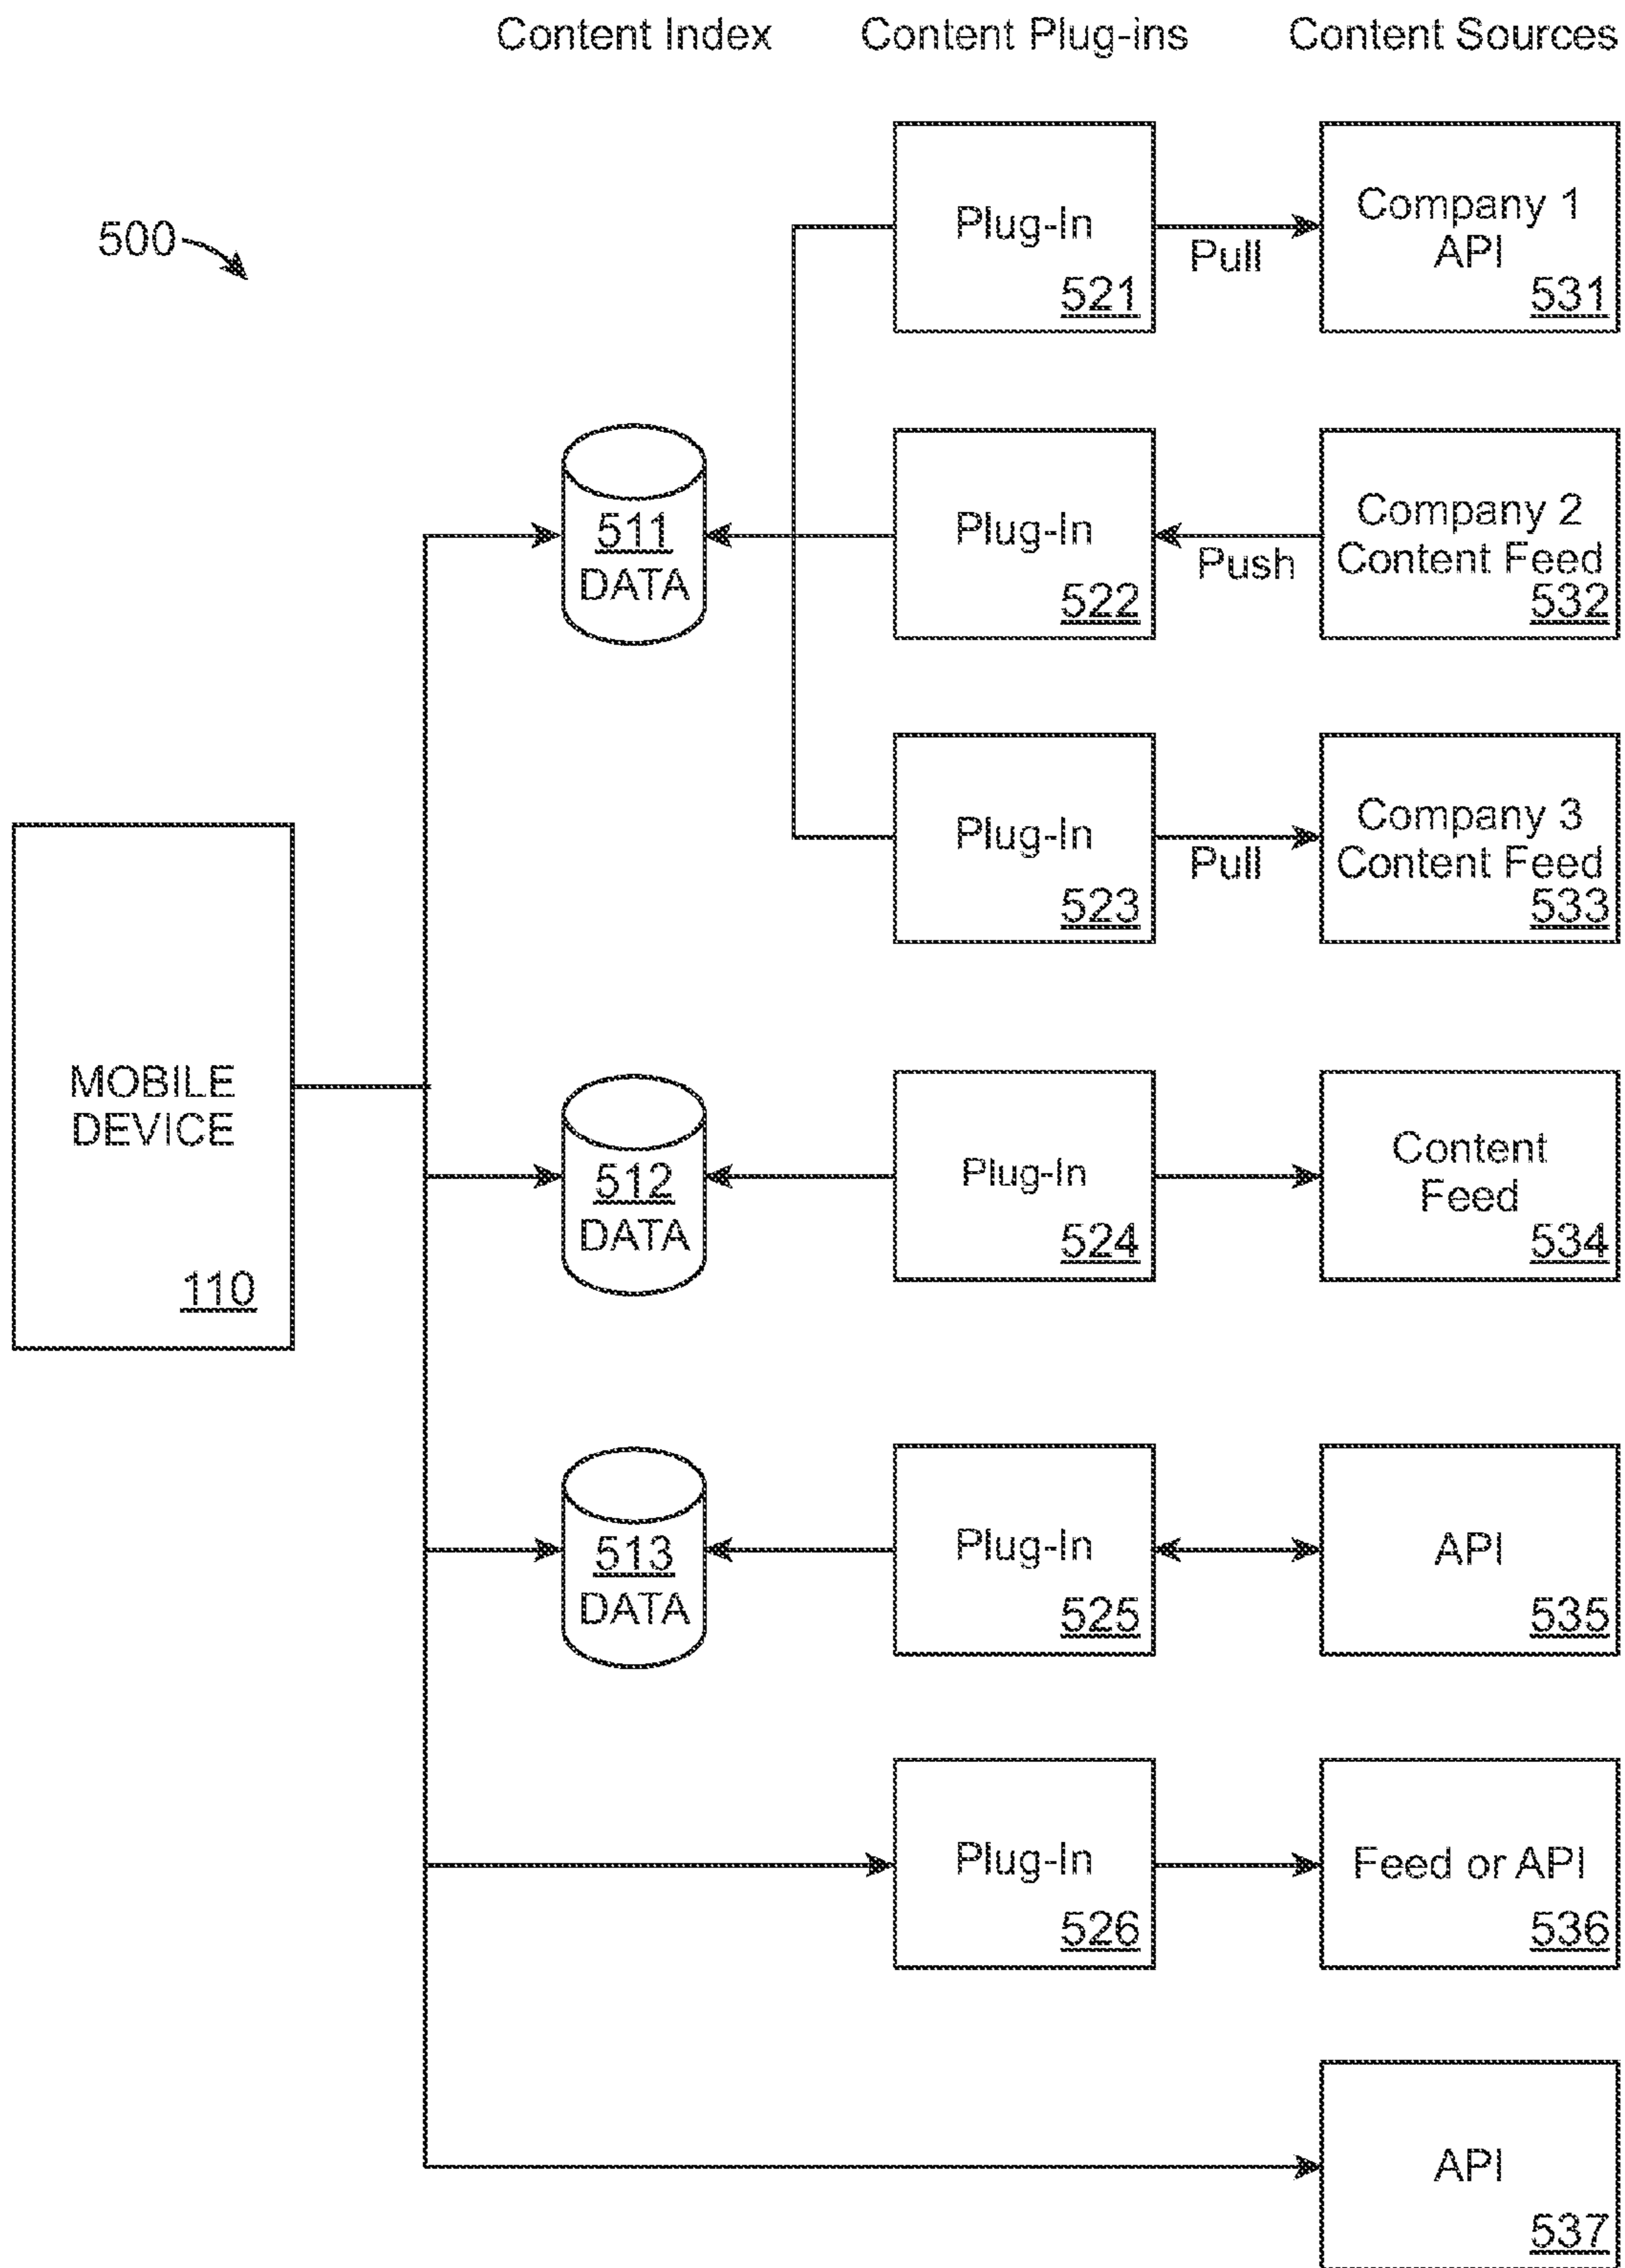 Content Index
Content Plug-ins
Content Sources
500
Plug-In
521
Pull
Company 1
API
531
511
DATA
Plug-In
522
Push
Company 2
Content Feed
532
Plug-In
523
Pull
Company 3
Content Feed
533
MOBILE
DEVICE
110
512
DATA
Plug-In
524
Content
Feed
534
513
DATA
Plug-In
525
API
535
Plug-In
526
Feed or API
536
API
537